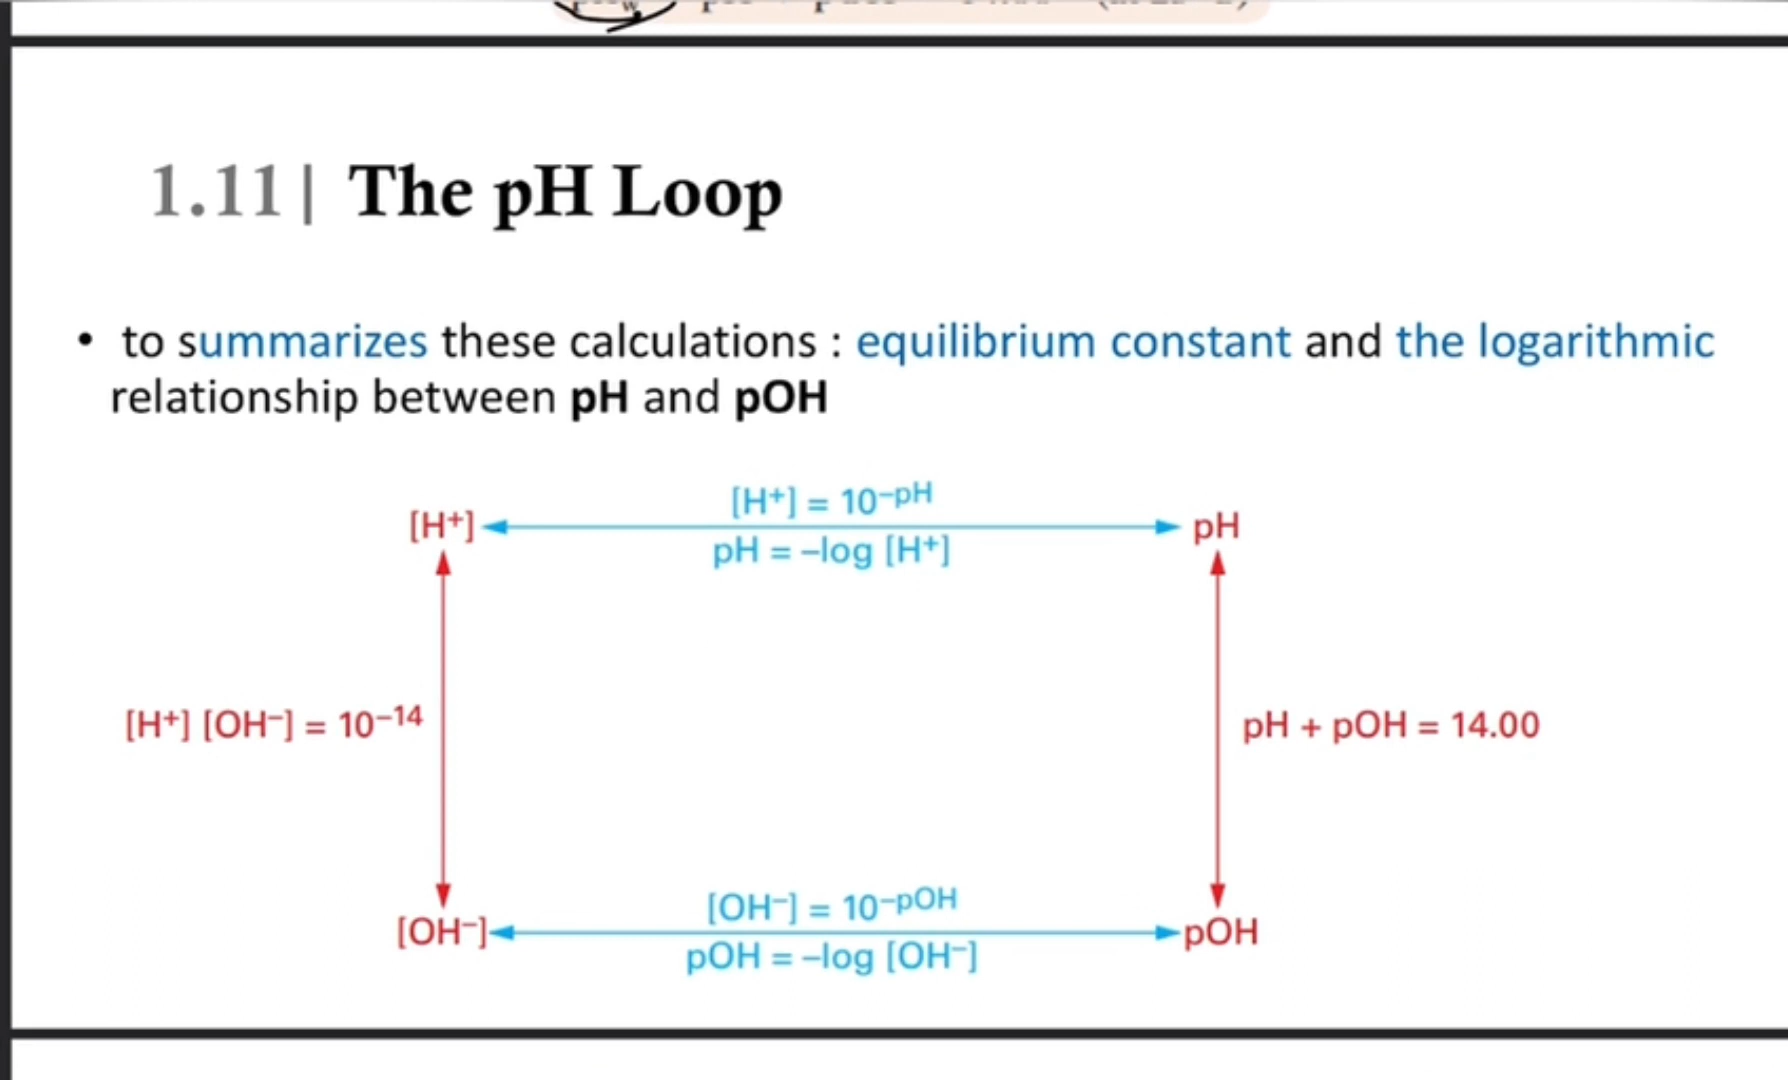 1.11| The pH Loop
• to summarizes these calculations : equilibrium constant and the logarithmic
relationship between pH and pOH
[H⁺] = 10⁻ᵖᴴ
[H⁺] pH
pH = –log [H⁺]
[H⁺] [OH⁻] = 10⁻¹⁴ pH + pOH = 14.00
[OH⁻] = 10⁻ᵖᴼᴴ
[OH⁻] pOH
pOH = –log [OH⁻]